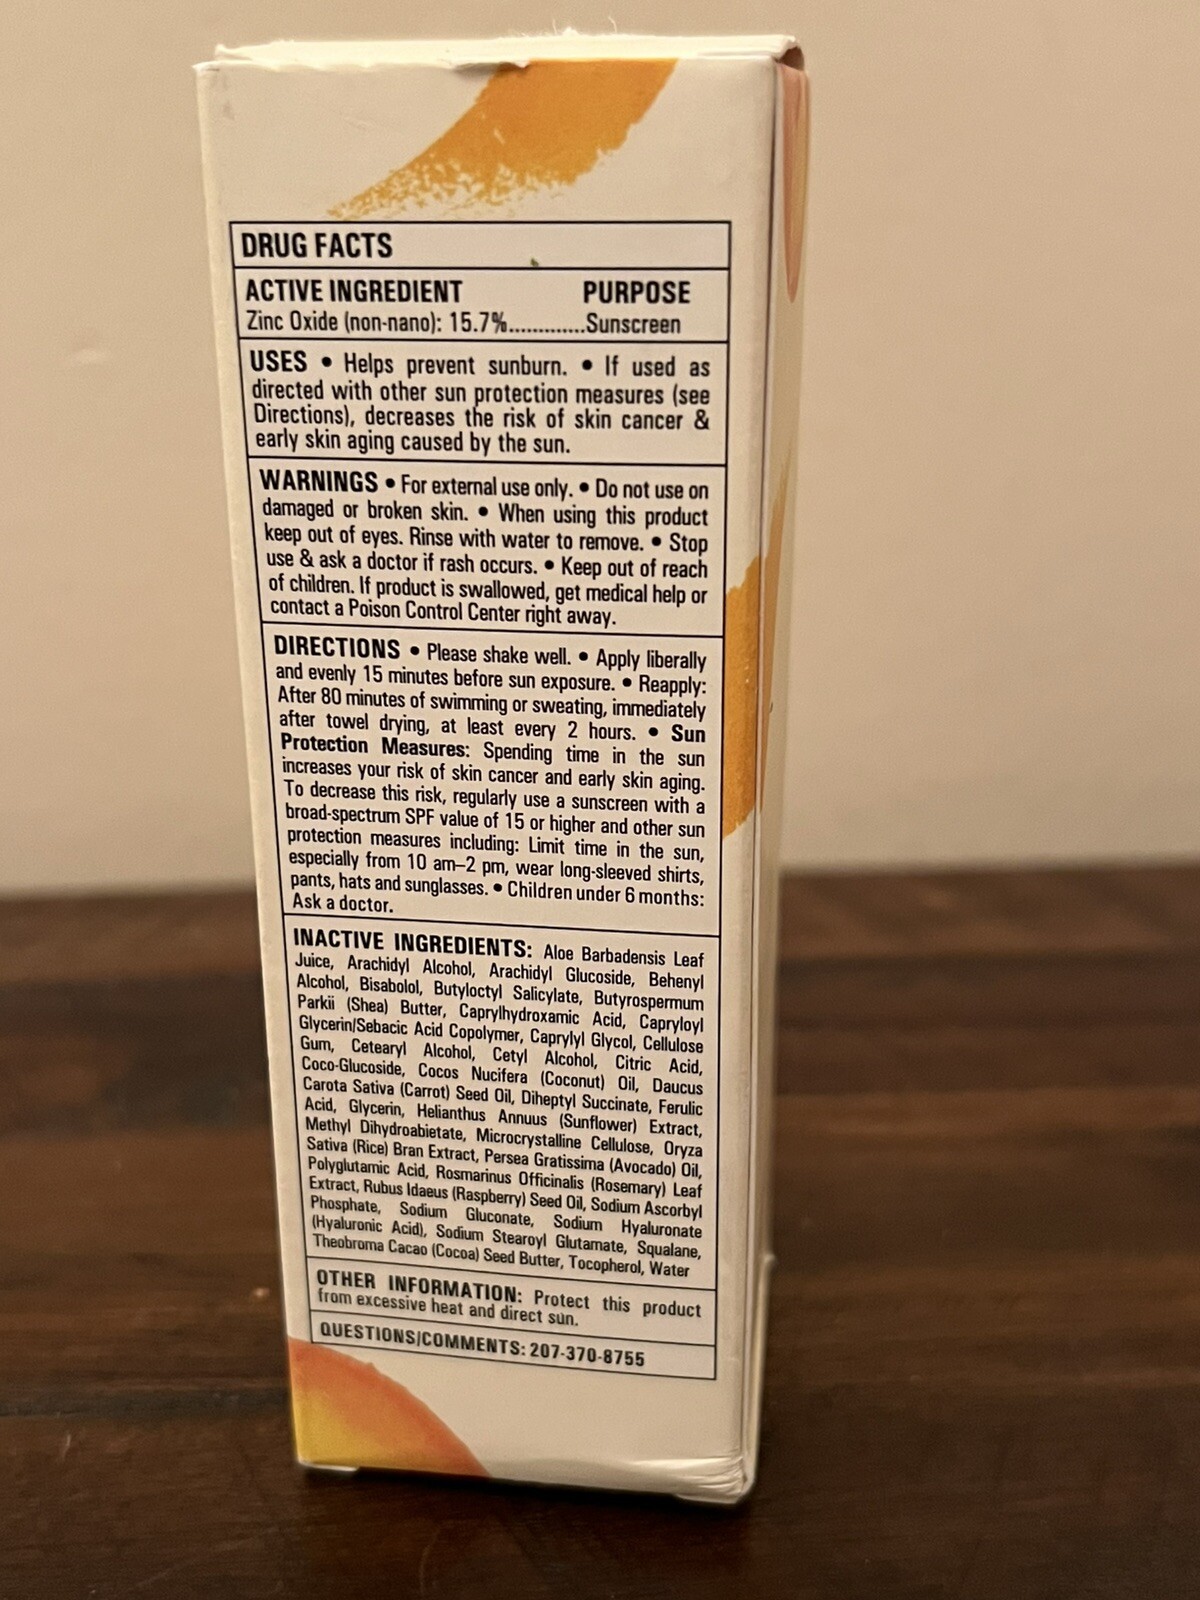 DRUG FACTS
ACTIVE INGREDIENT PURPOSE
Zinc Oxide (non-nano): 15.7%.............Sunscreen
USES • Helps prevent sunburn. • If used as
directed with other sun protection measures (see
Directions), decreases the risk of skin cancer &
early skin aging caused by the sun.
WARNINGS • For external use only. • Do not use on
damaged or broken skin. • When using this product
keep out of eyes. Rinse with water to remove. • Stop
use & ask a doctor if rash occurs. • Keep out of reach
of children. If product is swallowed, get medical help or
contact a Poison Control Center right away.
DIRECTIONS • Please shake well. • Apply liberally
and evenly 15 minutes before sun exposure. • Reapply:
After 80 minutes of swimming or sweating, immediately
after towel drying, at least every 2 hours. • Sun
Protection Measures: Spending time in the sun
increases your risk of skin cancer and early skin aging.
To decrease this risk, regularly use a sunscreen with a
broad-spectrum SPF value of 15 or higher and other sun
protection measures including: Limit time in the sun,
especially from 10 am–2 pm, wear long-sleeved shirts,
pants, hats and sunglasses. • Children under 6 months:
Ask a doctor.
INACTIVE INGREDIENTS: Aloe Barbadensis Leaf
Juice, Arachidyl Alcohol, Arachidyl Glucoside, Behenyl
Alcohol, Bisabolol, Butyloctyl Salicylate, Butyrospermum
Parkii (Shea) Butter, Caprylhydroxamic Acid, Capryloyl
Glycerin/Sebacic Acid Copolymer, Caprylyl Glycol, Cellulose
Gum, Cetearyl Alcohol, Cetyl Alcohol, Citric Acid,
Coco-Glucoside, Cocos Nucifera (Coconut) Oil, Daucus
Carota Sativa (Carrot) Seed Oil, Diheptyl Succinate, Ferulic
Acid, Glycerin, Helianthus Annuus (Sunflower) Extract,
Methyl Dihydroabietate, Microcrystalline Cellulose, Oryza
Sativa (Rice) Bran Extract, Persea Gratissima (Avocado) Oil,
Polyglutamic Acid, Rosmarinus Officinalis (Rosemary) Leaf
Extract, Rubus Idaeus (Raspberry) Seed Oil, Sodium Ascorbyl
Phosphate, Sodium Gluconate, Sodium Hyaluronate
(Hyaluronic Acid), Sodium Stearoyl Glutamate, Squalane,
Theobroma Cacao (Cocoa) Seed Butter, Tocopherol, Water
OTHER INFORMATION: Protect this product
from excessive heat and direct sun.
QUESTIONS/COMMENTS: 207-370-8755